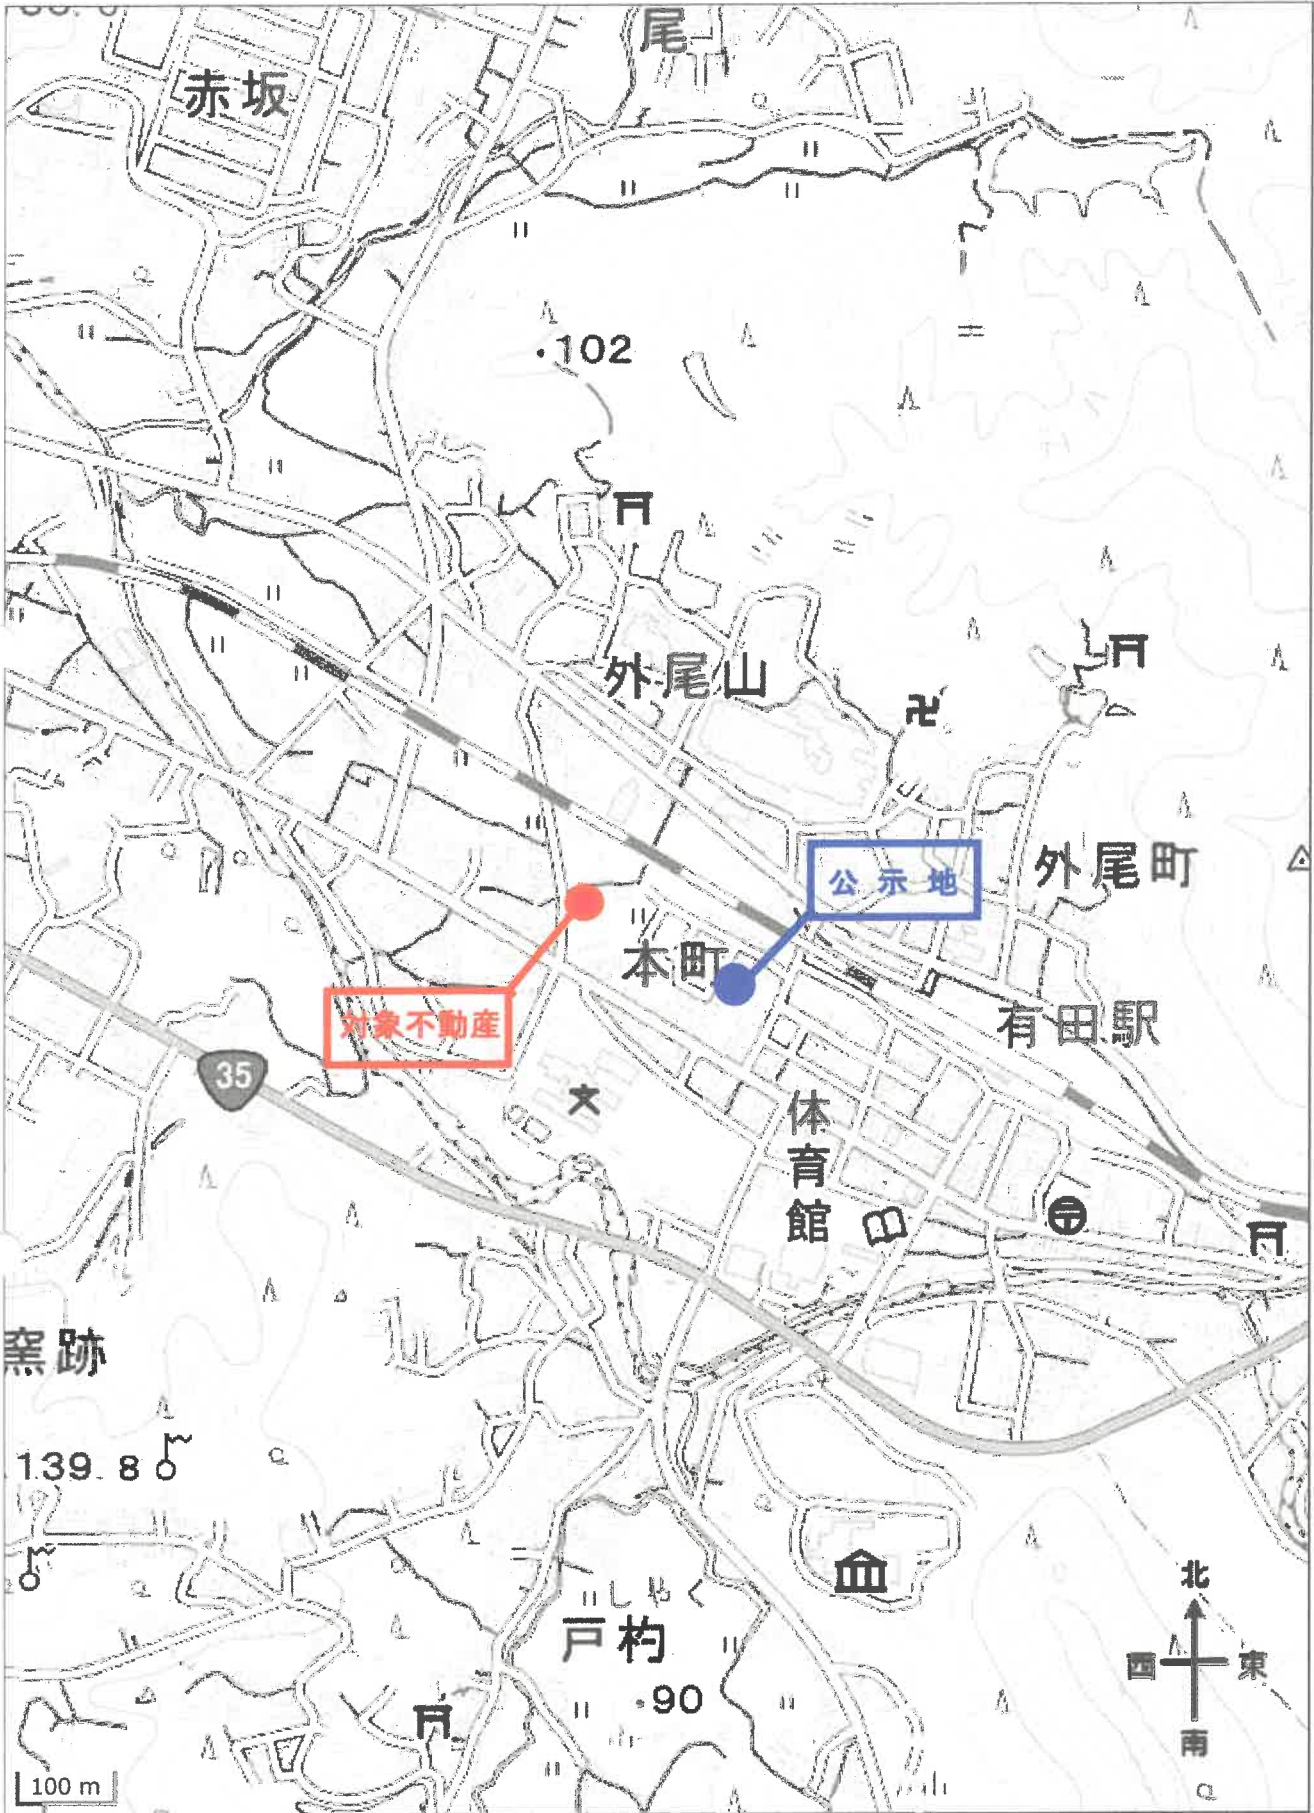 尾
赤坂
102
外尾山
外尾町
公示地
本町
対象不動産
有田駅
35
文
体育館
窯跡
139.8
しゃく
戸杓
90
北
西 東
南
100 m